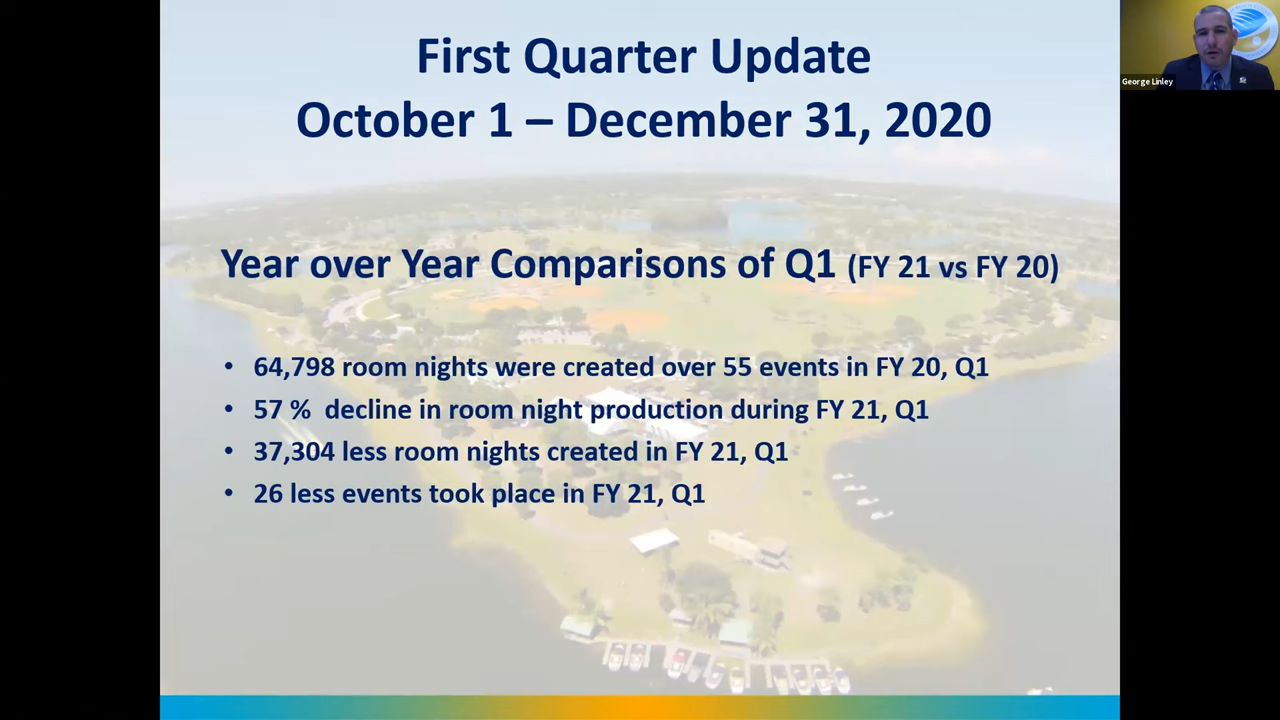 First Quarter Update
October 1 – December 31, 2020
Year over Year Comparisons of Q1 (FY 21 vs FY 20)
• 64,798 room nights were created over 55 events in FY 20, Q1
• 57 %  decline in room night production during FY 21, Q1
• 37,304 less room nights created in FY 21, Q1
• 26 less events took place in FY 21, Q1
George Linley